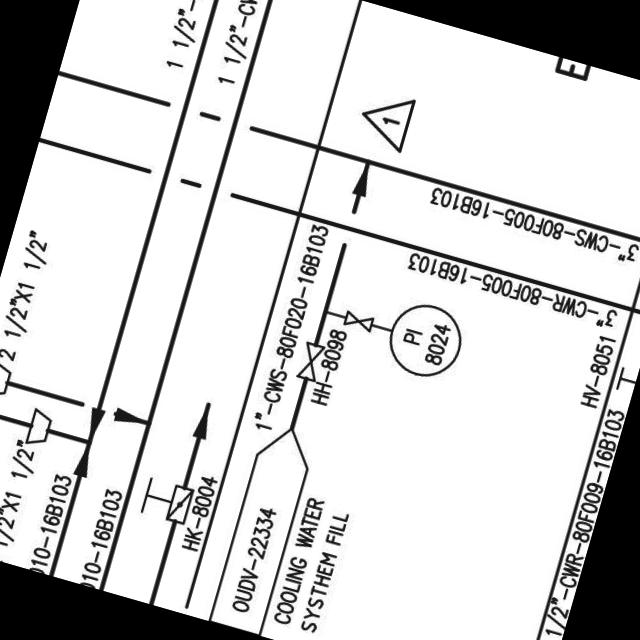 1 1/2"-
1 1/2"-CW
1
3"-CWS-80F005-16B103
3"-CWR-80F005-16B103
1/2"X1 1/2"
1"-CWS-80F020-16B103
HH-8098
PI
8024
HV-8051
1/2"-CWR-80F009-16B103
1/2"X1 1/2"
010-16B103
010-16B103
HK-8004
OUDV-22334
COOLING WATER
SYSTHEM FILL